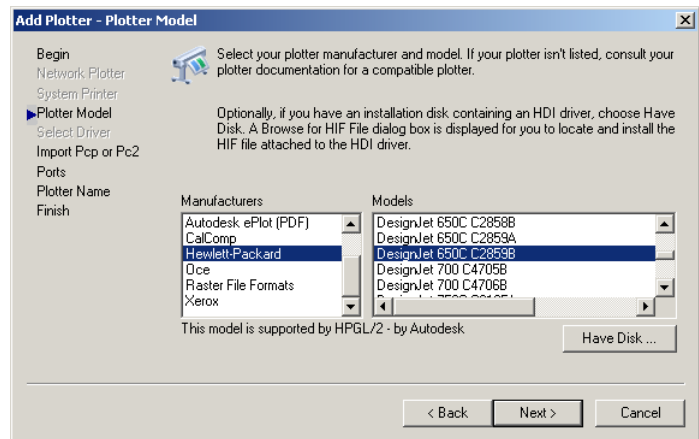 Add Plotter - Plotter Model
Begin
Network Plotter
System Printer
Plotter Model
Select Driver
Import Pcp or Pc2
Ports
Plotter Name
Finish
Select your plotter manufacturer and model. If your plotter isn't listed, consult your
plotter documentation for a compatible plotter.
Optionally, if you have an installation disk containing an HDI driver, choose Have
Disk. A Browse for HIF File dialog box is displayed for you to locate and install the
HIF file attached to the HDI driver.
Manufacturers
Autodesk ePlot (PDF)
CalComp
Hewlett-Packard
Oce
Raster File Formats
Xerox
Models
DesignJet 650C C2858B
DesignJet 650C C2859A
DesignJet 650C C2859B
DesignJet 700 C4705B
DesignJet 700 C4706B
This model is supported by HPGL/2 - by Autodesk
Have Disk ...
< Back
Next >
Cancel